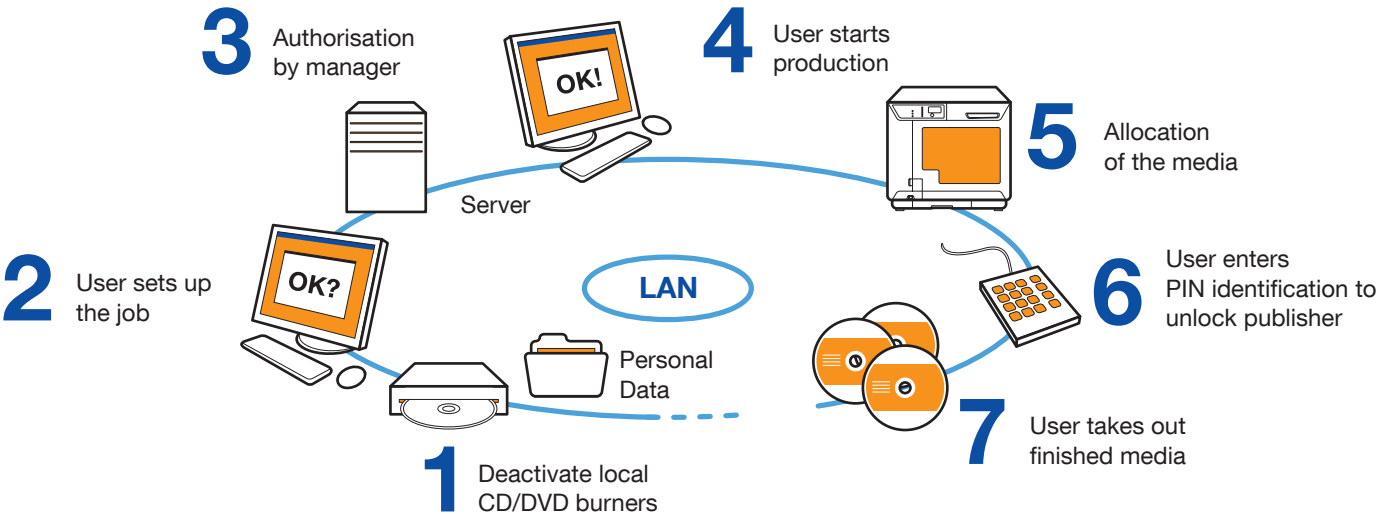 3
Authorisation
by manager
OK!
4
User starts
production
5
Allocation
of the media
Server
2
User sets up
the job
OK?
LAN
6
User enters
PIN identification to
unlock publisher
Personal
Data
1
Deactivate local
CD/DVD burners
7
User takes out
finished media